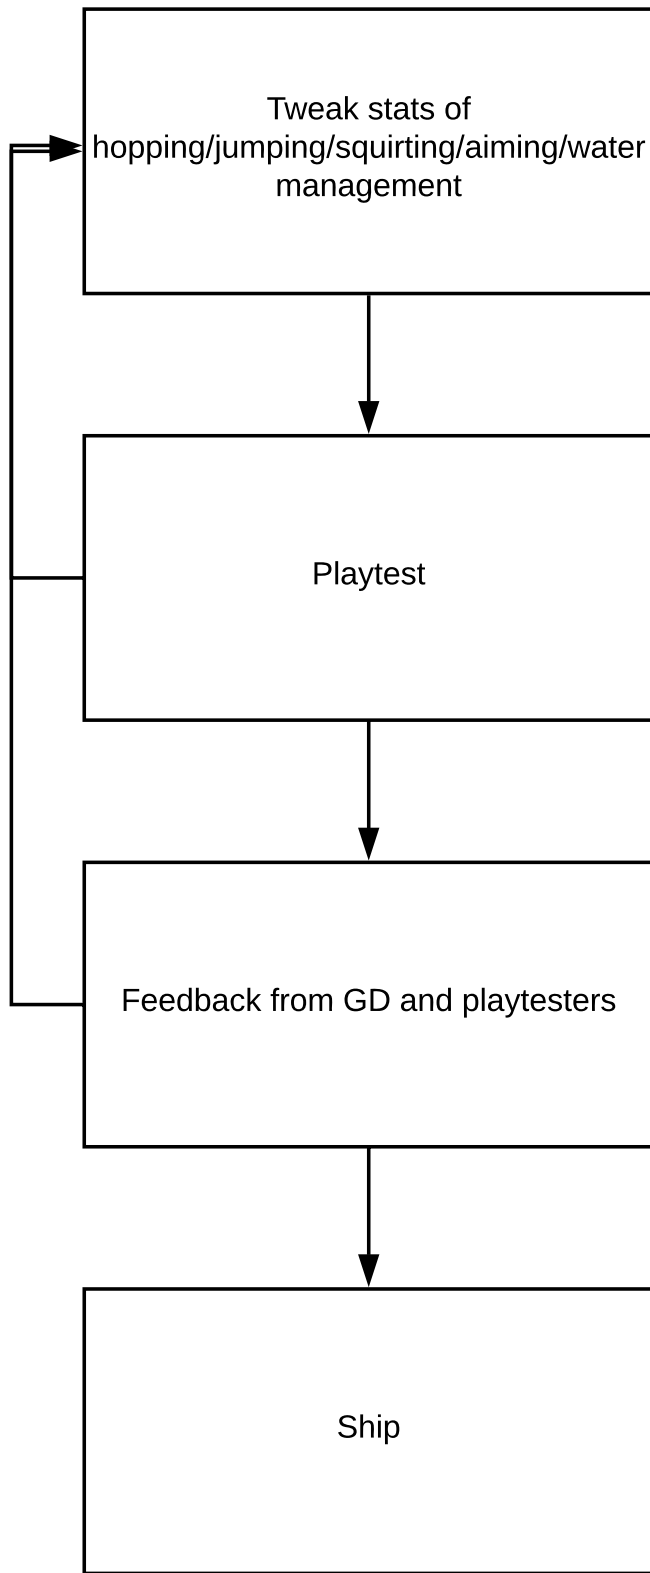 Tweak stats of
hopping/jumping/squirting/aiming/water
management
Playtest
Feedback from GD and playtesters
Ship